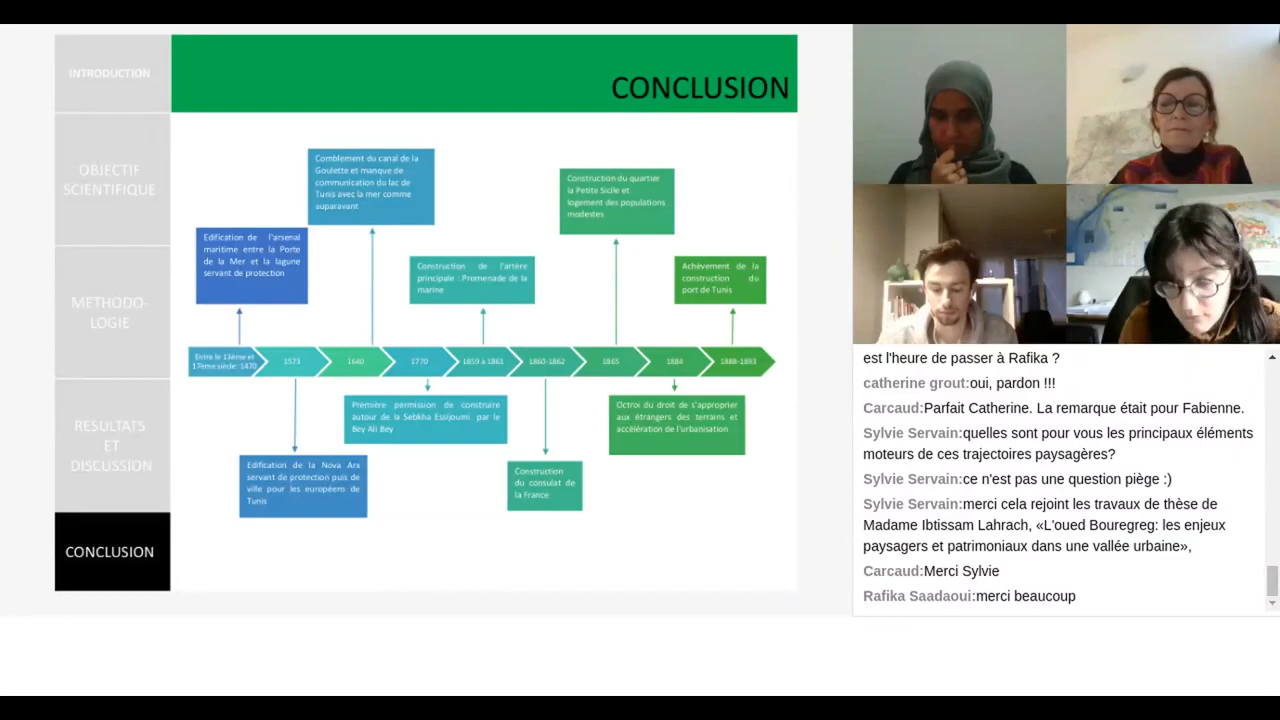 INTRODUCTION
OBJECTIF
SCIENTIFIQUE
METHODO-
LOGIE
RESULTATS
ET
DISCUSSION
CONCLUSION
CONCLUSION
Comblement du canal de la
Goulette et manque de
communication du lac de
Tunis avec la mer comme
auparavant
Construction du quartier
la Petite Sicile et
logement des populations
modestes
Edification de l'arsenal
maritime entre la Porte
de la Mer et la lagune
servant de protection
Construction de l'artère
principale : Promenade de la
marine
Achèvement de la
construction du
port de Tunis
Entre le 13ème et
17ème siècle: 1470
1573
1640
1770
1859 à 1861
1860-1862
1865
1884
1888-1893
Première permission de construire
autour de la Sebkha Essijoumi par le
Bey Ali Bey
Octroi du droit de s'approprier
aux étrangers des terrains et
accélération de l'urbanisation
Edification de la Nova Arx
servant de protection puis de
ville pour les européens de
Tunis
Construction
du consulat de
la France
est l'heure de passer à Rafika ?
catherine grout:oui, pardon !!!
Carcaud:Parfait Catherine. La remarque était pour Fabienne.
Sylvie Servain:quelles sont pour vous les principaux éléments
moteurs de ces trajectoires paysagères?
Sylvie Servain:ce n'est pas une question piège :)
Sylvie Servain:merci cela rejoint les travaux de thèse de
Madame Ibtissam Lahrach, «L'oued Bouregreg: les enjeux
paysagers et patrimoniaux dans une vallée urbaine»,
Carcaud:Merci Sylvie
Rafika Saadaoui:merci beaucoup